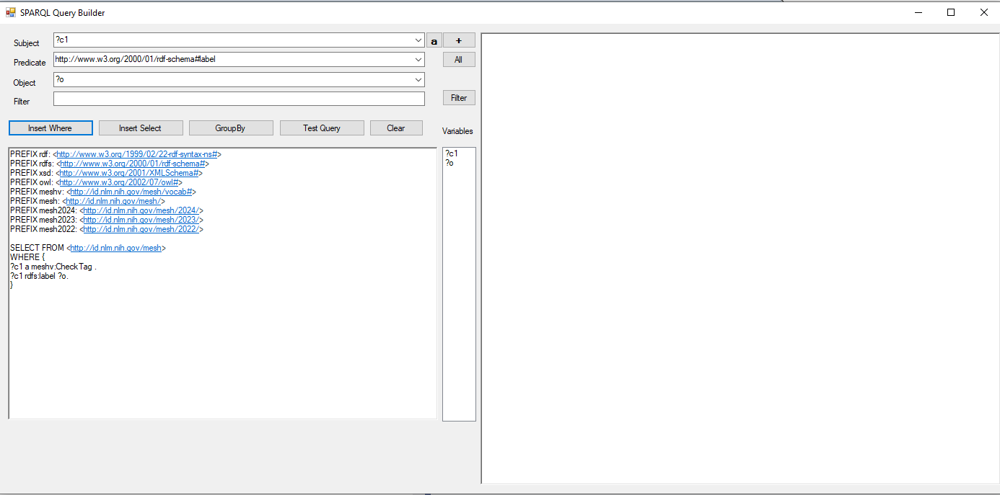 SPARQL Query Builder
Subject
?c1
a
+
Predicate
http://www.w3.org/2000/01/rdf-schema#label
All
Object
?o
Filter
Filter
Insert Where
Insert Select
GroupBy
Test Query
Clear
Variables
PREFIX rdf: <http://www.w3.org/1999/02/22-rdf-syntax-ns#>
PREFIX rdfs: <http://www.w3.org/2000/01/rdf-schema#>
PREFIX xsd: <http://www.w3.org/2001/XMLSchema#>
PREFIX owl: <http://www.w3.org/2002/07/owl#>
PREFIX meshv: <http://id.nlm.nih.gov/mesh/vocab#>
PREFIX mesh: <http://id.nlm.nih.gov/mesh/>
PREFIX mesh2024: <http://id.nlm.nih.gov/mesh/2024/>
PREFIX mesh2023: <http://id.nlm.nih.gov/mesh/2023/>
PREFIX mesh2022: <http://id.nlm.nih.gov/mesh/2022/>
SELECT FROM <http://id.nlm.nih.gov/mesh>
WHERE {
?c1 a meshv:CheckTag .
?c1 rdfs:label ?o.
}
?c1
?o